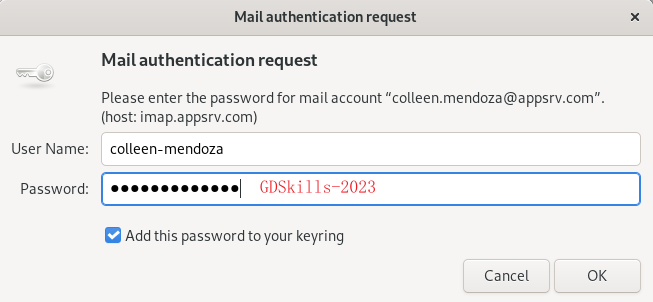 Mail authentication request
Mail authentication request
Please enter the password for mail account “colleen.mendoza@appsrv.com”.
(host: imap.appsrv.com)
User Name: colleen-mendoza
Password: ●●●●●●●●●●●●● GDSkills-2023
Add this password to your keyring
Cancel OK